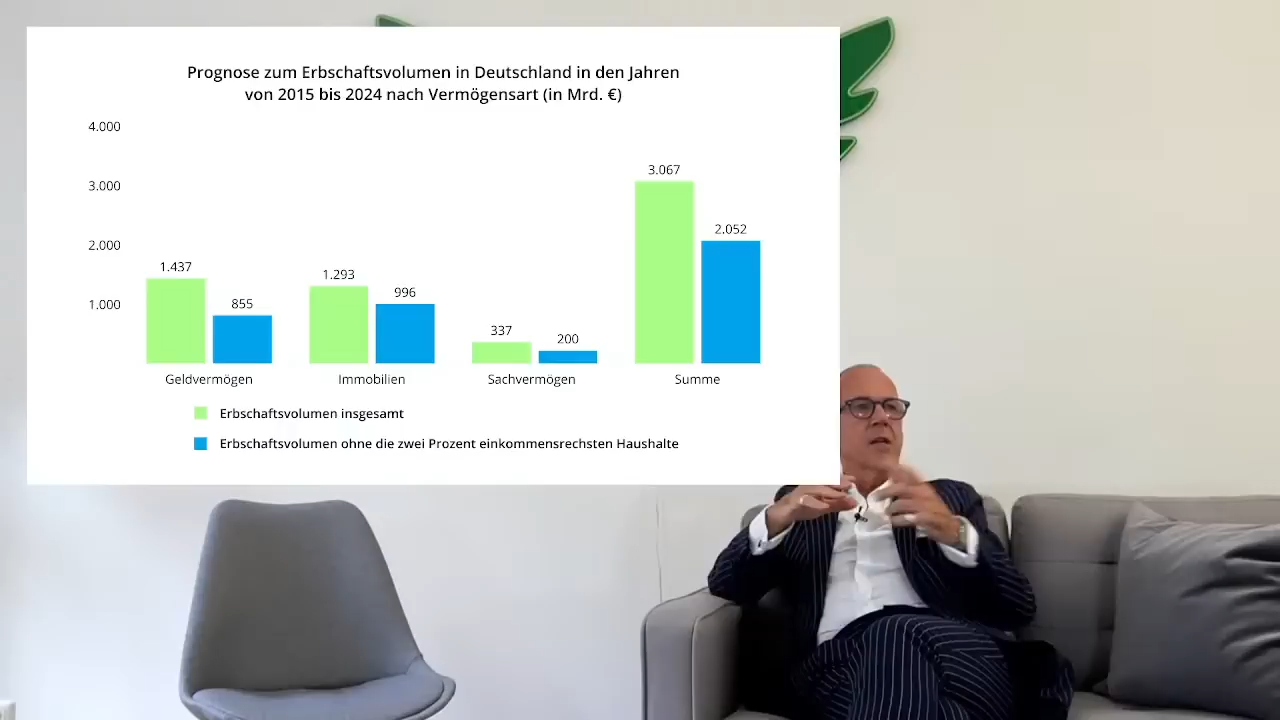 Prognose zum Erbschaftsvolumen in Deutschland in den Jahren
von 2015 bis 2024 nach Vermögensart (in Mrd. €)
4.000
3.000
2.000
1.000
1.437
855
1.293
996
337
200
3.067
2.052
Geldvermögen
Immobilien
Sachvermögen
Summe
Erbschaftsvolumen insgesamt
Erbschaftsvolumen ohne die zwei Prozent einkommensrechsten Haushalte